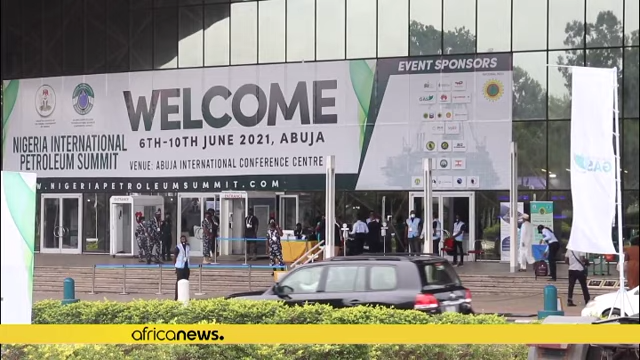 NIGERIA INTERNATIONAL
PETROLEUM SUMMIT
WELCOME
6TH-10TH JUNE 2021, ABUJA
VENUE: ABUJA INTERNATIONAL CONFERENCE CENTRE
WWW.NIGERIAPETROLEUMSUMMIT.COM
EVENT SPONSORS
GAS
africanews.